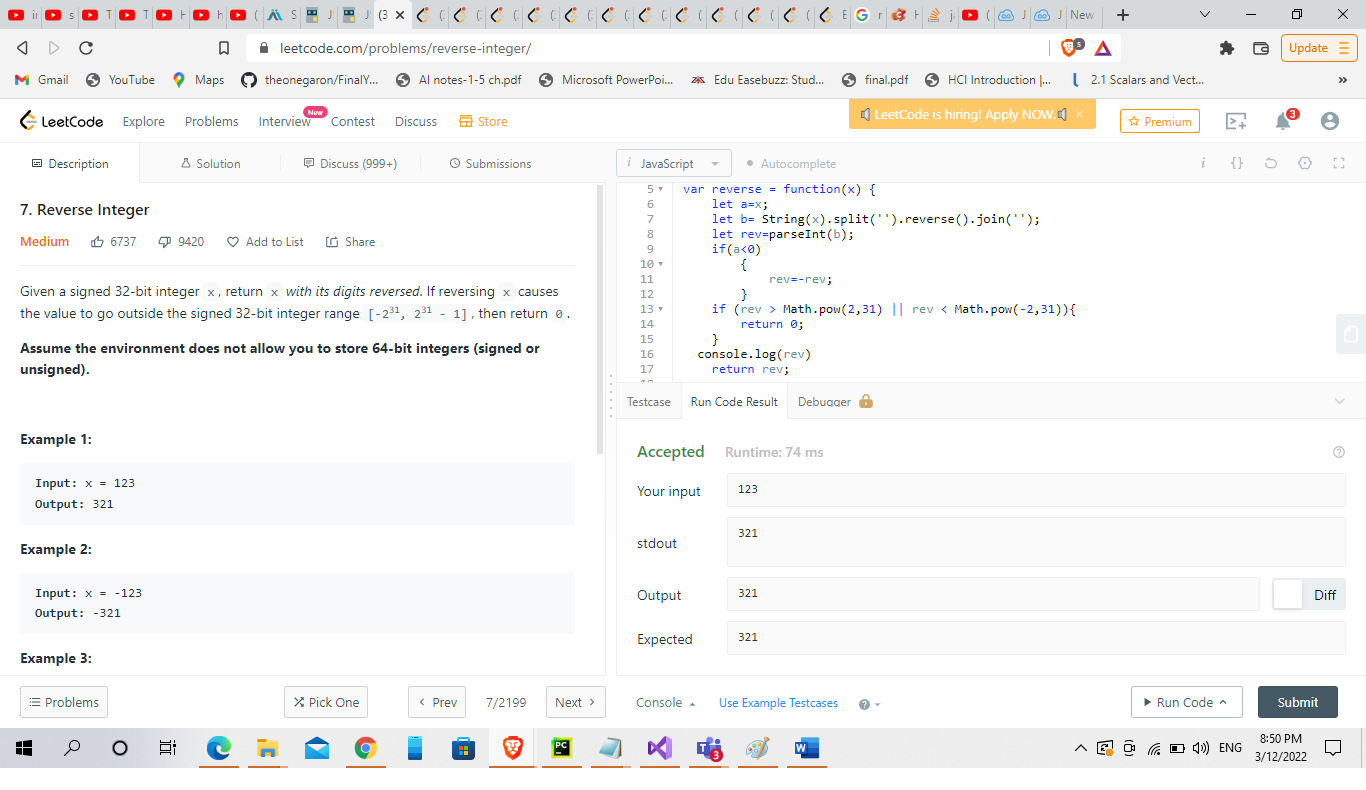 leetcode.com/problems/reverse-integer/
Update
Gmail YouTube Maps theonegaron/FinalY... AI notes-1-5 ch.pdf Microsoft PowerPoi... Edu Easebuzz: Stud... final.pdf HCI Introduction |... 2.1 Scalars and Vect... »
LeetCode Explore Problems Interview New Contest Discuss Store
LeetCode is hiring! Apply NOW.
Premium 3
Description Solution Discuss (999+) Submissions
7. Reverse Integer
Medium 6737 9420 Add to List Share
Given a signed 32-bit integer x, return x with its digits reversed. If reversing x causes
the value to go outside the signed 32-bit integer range [-2³¹, 2³¹ - 1], then return 0.
Assume the environment does not allow you to store 64-bit integers (signed or
unsigned).
Example 1:
Input: x = 123
Output: 321
Example 2:
Input: x = -123
Output: -321
Example 3:
Problems Pick One Prev 7/2199 Next
i JavaScript Autocomplete
5 var reverse = function(x) {
6 let a=x;
7 let b= String(x).split('').reverse().join('');
8 let rev=parseInt(b);
9 if(a<0)
10 {
11 rev=-rev;
12 }
13 if (rev > Math.pow(2,31) || rev < Math.pow(-2,31)){
14 return 0;
15 }
16 console.log(rev)
17 return rev;
Testcase Run Code Result Debugger
Accepted Runtime: 74 ms
Your input 123
stdout 321
Output 321 Diff
Expected 321
Console Use Example Testcases Run Code Submit
ENG
8:50 PM
3/12/2022